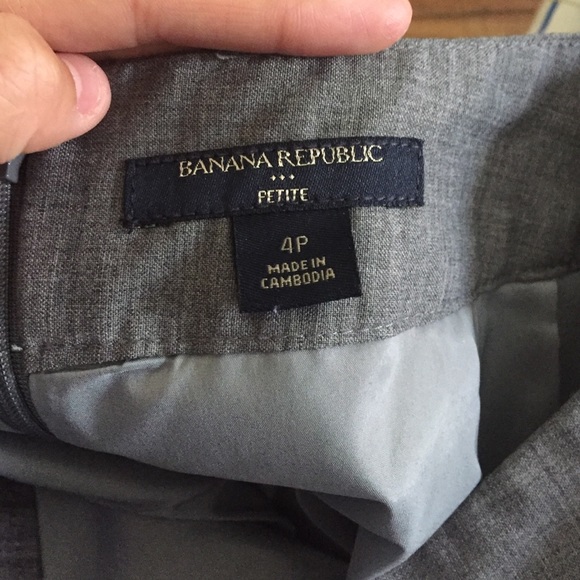 BANANA REPUBLIC
PETITE
4P
MADE IN
CAMBODIA